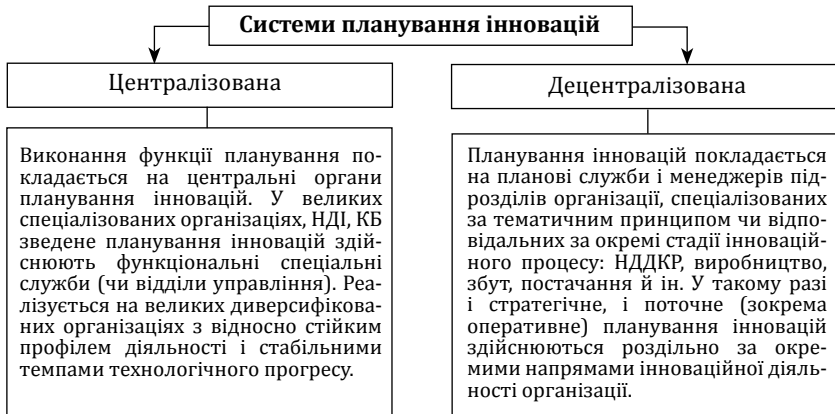 Системи планування інновацій
Централізована
Децентралізована
Виконання функції планування по-
кладається на центральні органи
планування інновацій. У великих
спеціалізованих організаціях, НДІ, КБ
зведене планування інновацій здій-
снюють функціональні спеціальні
служби (чи відділи управління). Реа-
лізується на великих диверсифікова-
них організаціях з відносно стійким
профілем діяльності і стабільними
темпами технологічного прогресу.
Планування інновацій покладається
на планові служби і менеджерів під-
розділів організації, спеціалізованих
за тематичним принципом чи відпо-
відальних за окремі стадії інновацій-
ного процесу: НДДКР, виробництво,
збут, постачання й ін. У такому разі
і стратегічне, і поточне (зокрема
оперативне) планування інновацій
здійснюються роздільно за окре-
мими напрямами інноваційної діяль-
ності організації.